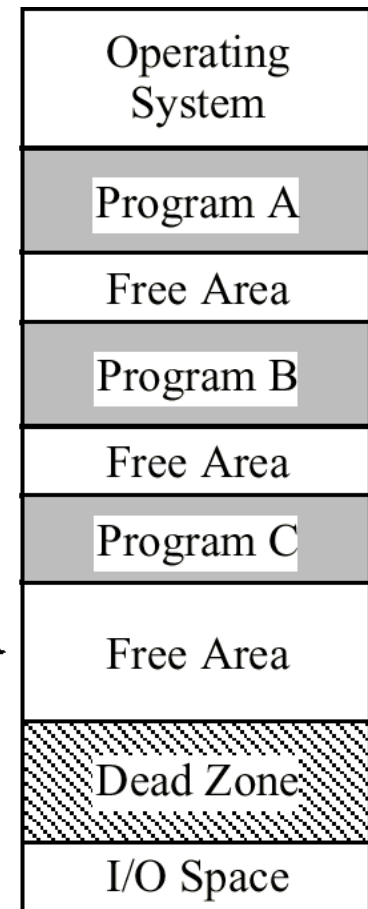 Operating
System
Program A
Free Area
Program B
Free Area
Program C
Free Area
Dead Zone
I/O Space